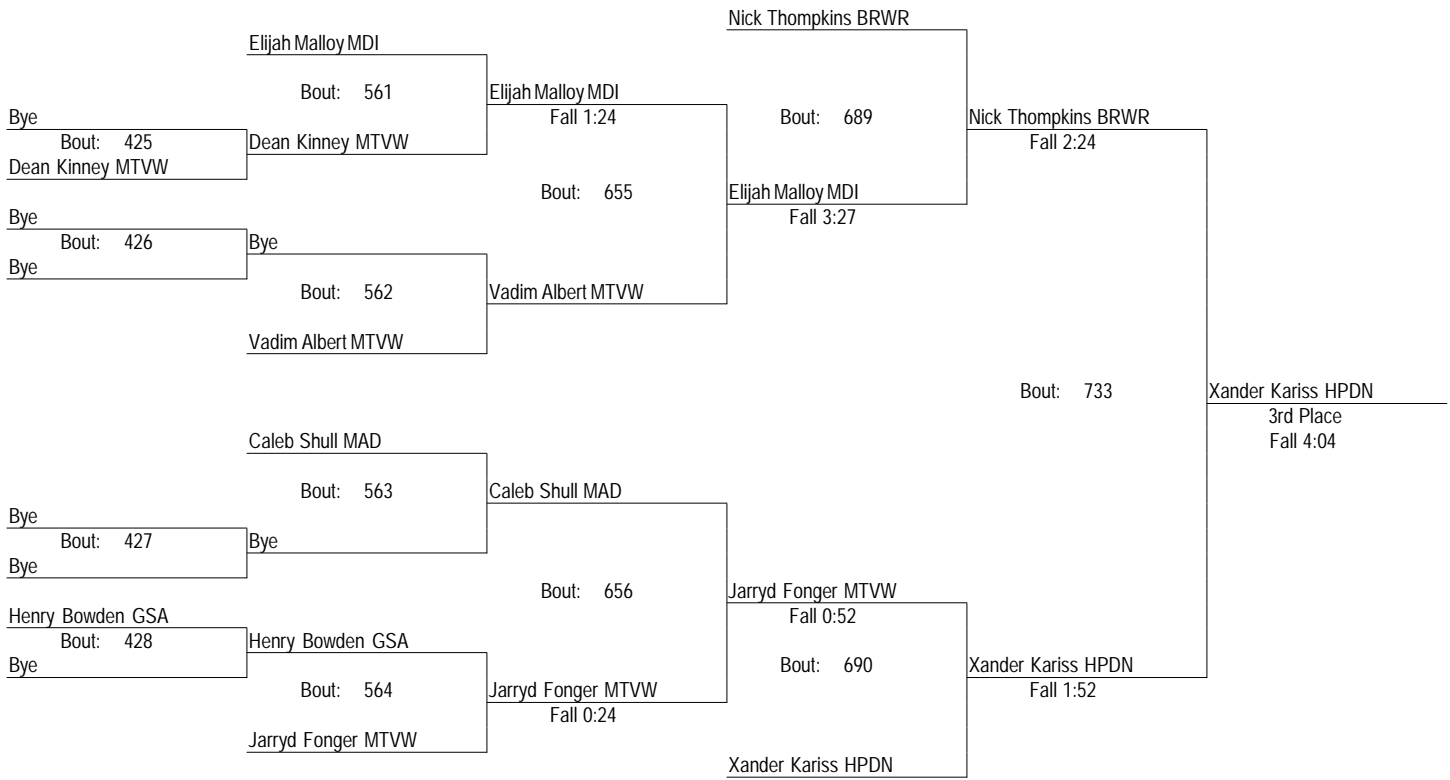 Nick Thompkins BRWR
Elijah Malloy MDI
Bout: 561
Elijah Malloy MDI
Fall 1:24
Bout: 689
Nick Thompkins BRWR
Fall 2:24
Bye
Bout: 425
Dean Kinney MTVW
Dean Kinney MTVW
Bout: 655
Elijah Malloy MDI
Fall 3:27
Bye
Bout: 426
Bye
Bye
Bout: 562
Vadim Albert MTVW
Vadim Albert MTVW
Bout: 733
Xander Kariss HPDN
3rd Place
Fall 4:04
Caleb Shull MAD
Bout: 563
Caleb Shull MAD
Bye
Bout: 427
Bye
Bye
Bout: 656
Jarryd Fonger MTVW
Fall 0:52
Henry Bowden GSA
Bout: 428
Bye
Henry Bowden GSA
Bout: 564
Jarryd Fonger MTVW
Fall 0:24
Bout: 690
Xander Kariss HPDN
Fall 1:52
Jarryd Fonger MTVW
Xander Kariss HPDN